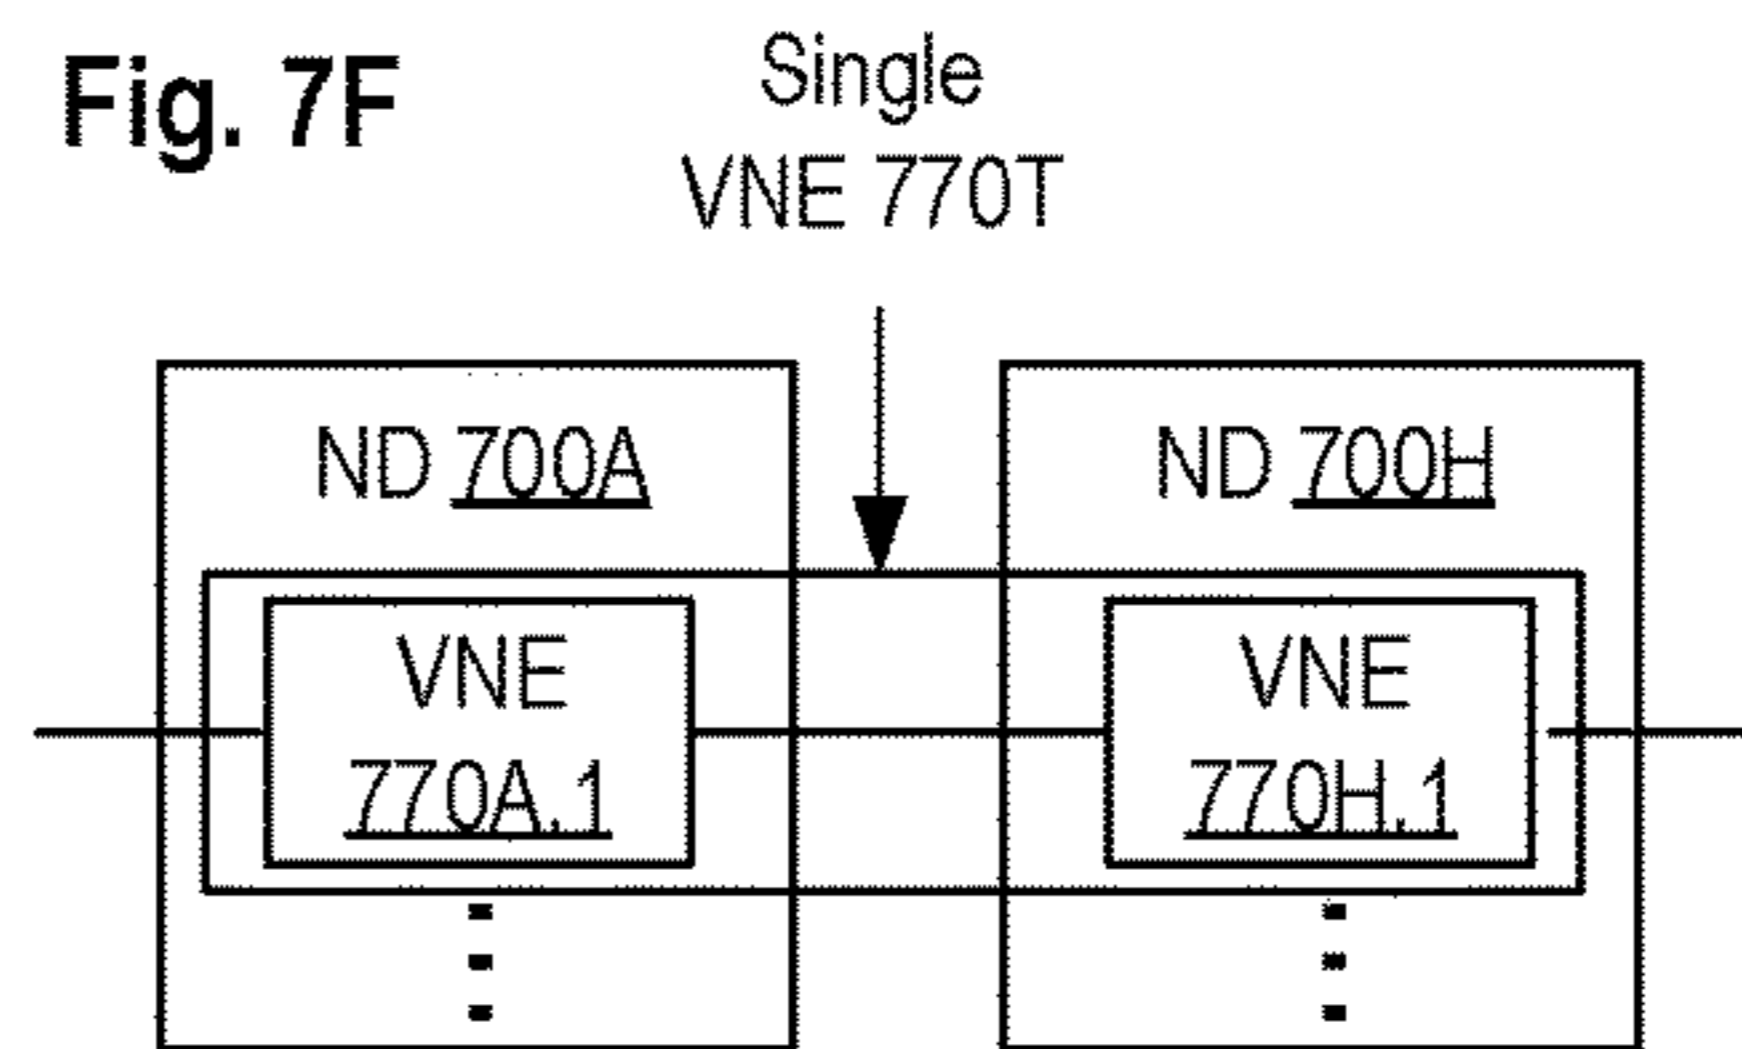 Fig. 7F
Single
VNE 770T
ND 700A
ND 700H
VNE
770A.1
VNE
770H.1